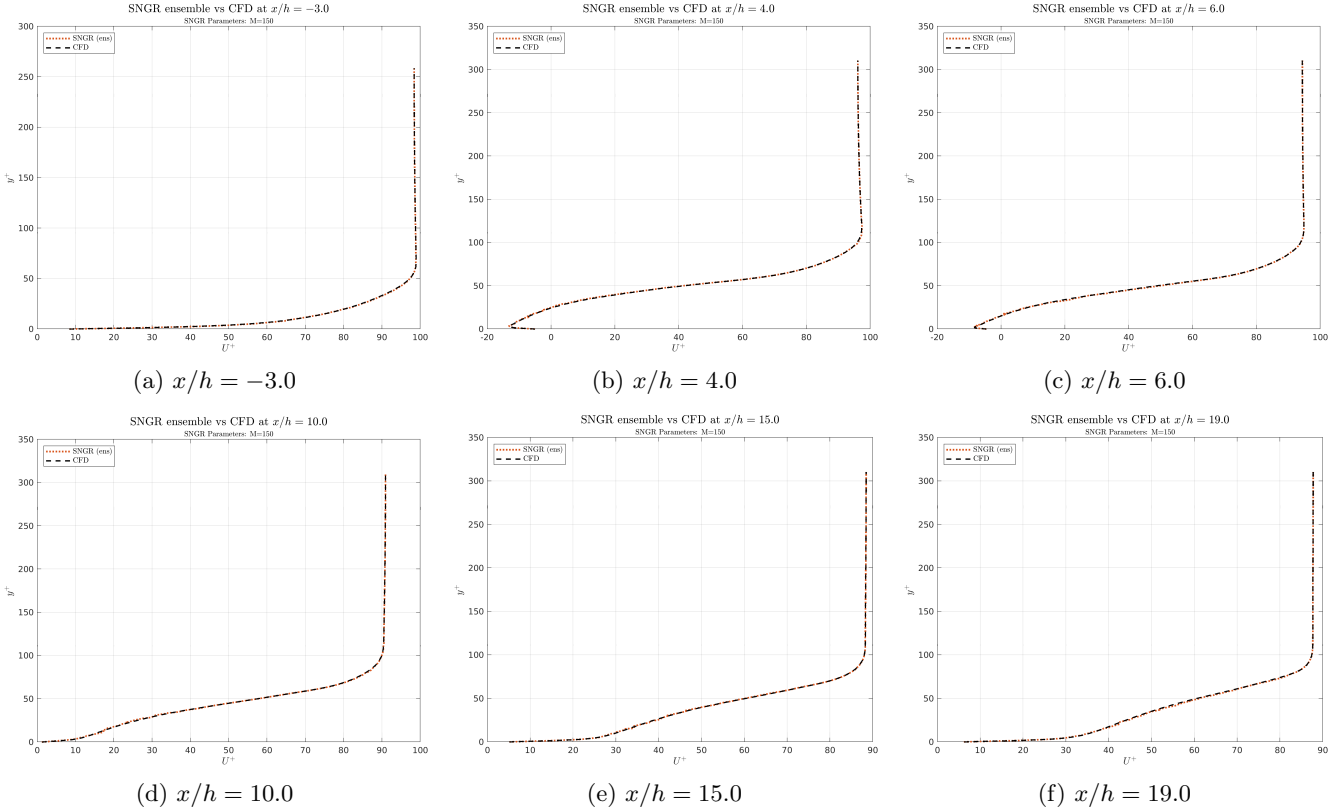 SNGR ensemble vs CFD at x/h = −3.0
SNGR Parameters: M=150
SNGR (ens)
CFD
300
250
200
150
100
50
0
y⁺
0 10 20 30 40 50 60 70 80 90 100
U⁺
(a) x/h = −3.0
SNGR ensemble vs CFD at x/h = 4.0
SNGR Parameters: M=150
SNGR (ens)
CFD
350
300
250
200
150
100
50
0
y⁺
-20 0 20 40 60 80 100
U⁺
(b) x/h = 4.0
SNGR ensemble vs CFD at x/h = 6.0
SNGR Parameters: M=150
SNGR (ens)
CFD
350
300
250
200
150
100
50
0
y⁺
-20 0 20 40 60 80 100
U⁺
(c) x/h = 6.0
SNGR ensemble vs CFD at x/h = 10.0
SNGR Parameters: M=150
SNGR (ens)
CFD
350
300
250
200
150
100
50
0
y⁺
0 10 20 30 40 50 60 70 80 90 100
U⁺
(d) x/h = 10.0
SNGR ensemble vs CFD at x/h = 15.0
SNGR Parameters: M=150
SNGR (ens)
CFD
350
300
250
200
150
100
50
0
y⁺
0 10 20 30 40 50 60 70 80 90
U⁺
(e) x/h = 15.0
SNGR ensemble vs CFD at x/h = 19.0
SNGR Parameters: M=150
SNGR (ens)
CFD
350
300
250
200
150
100
50
0
y⁺
0 10 20 30 40 50 60 70 80 90
U⁺
(f) x/h = 19.0